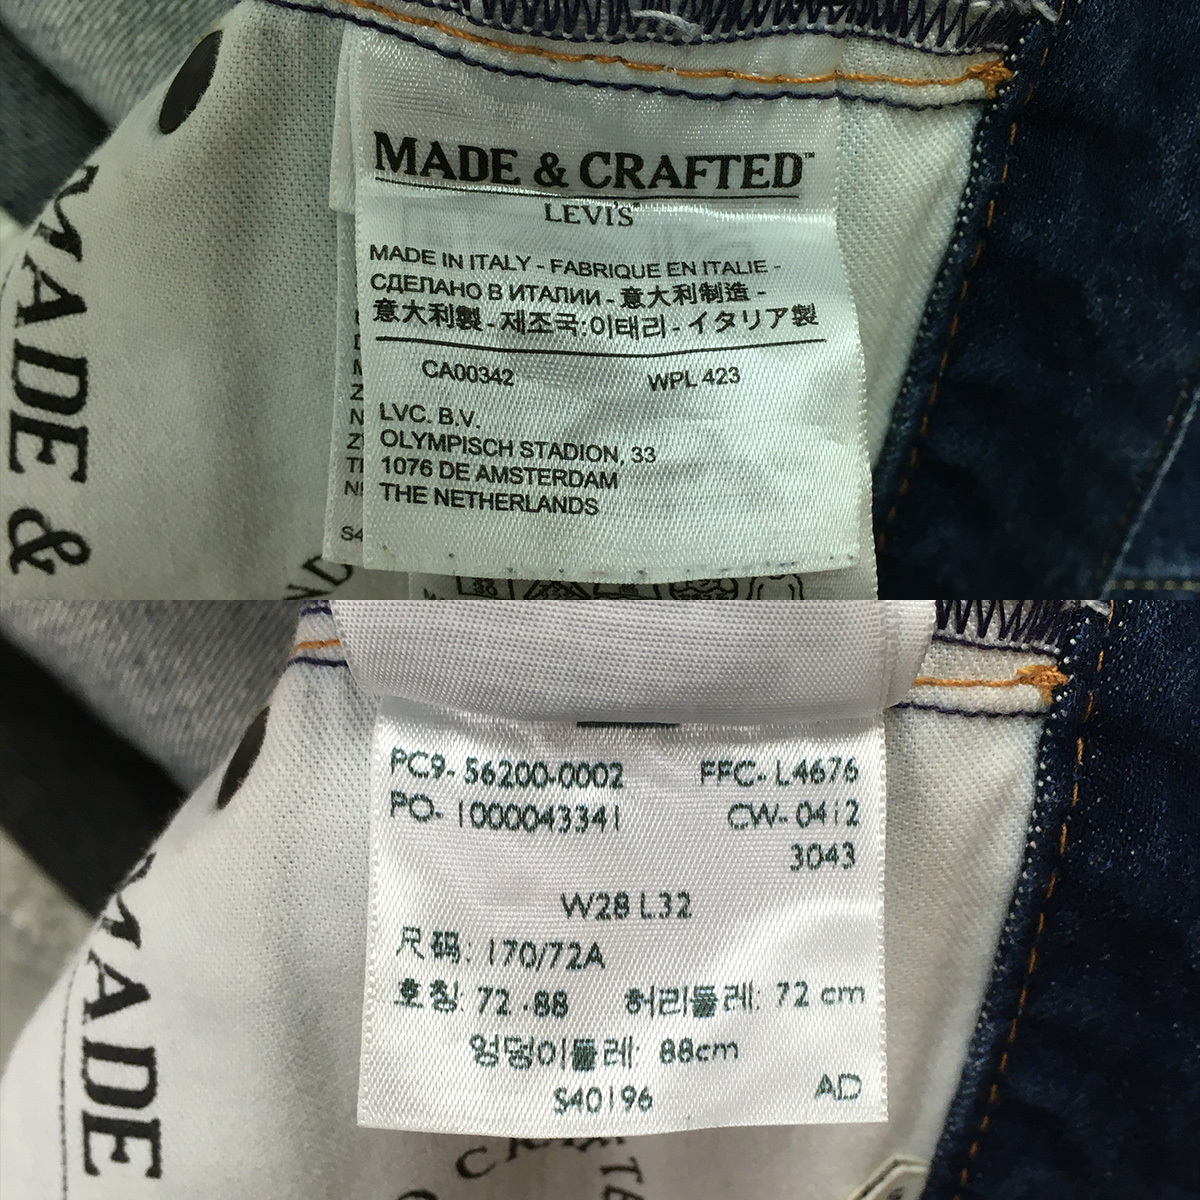 MADE & CRAFTED™
LEVI'S
MADE IN ITALY - FABRIQUE EN ITALIE -
СДЕЛАНО В ИТАЛИИ - 意大利制造 -
意大利製 - 제조국:이태리 - イタリア製
CA00342 WPL 423
LVC. B.V.
OLYMPISCH STADION, 33
1076 DE AMSTERDAM
THE NETHERLANDS
S4
MADE &
PC9- 56200-0002 FFC- L4676
PO- 1000043341 CW- 0412
3043
W28 L32
尺码: 170/72A
호칭: 72 -88 허리둘레: 72 cm
엉덩이둘레: 88cm
S40196 AD
MADE